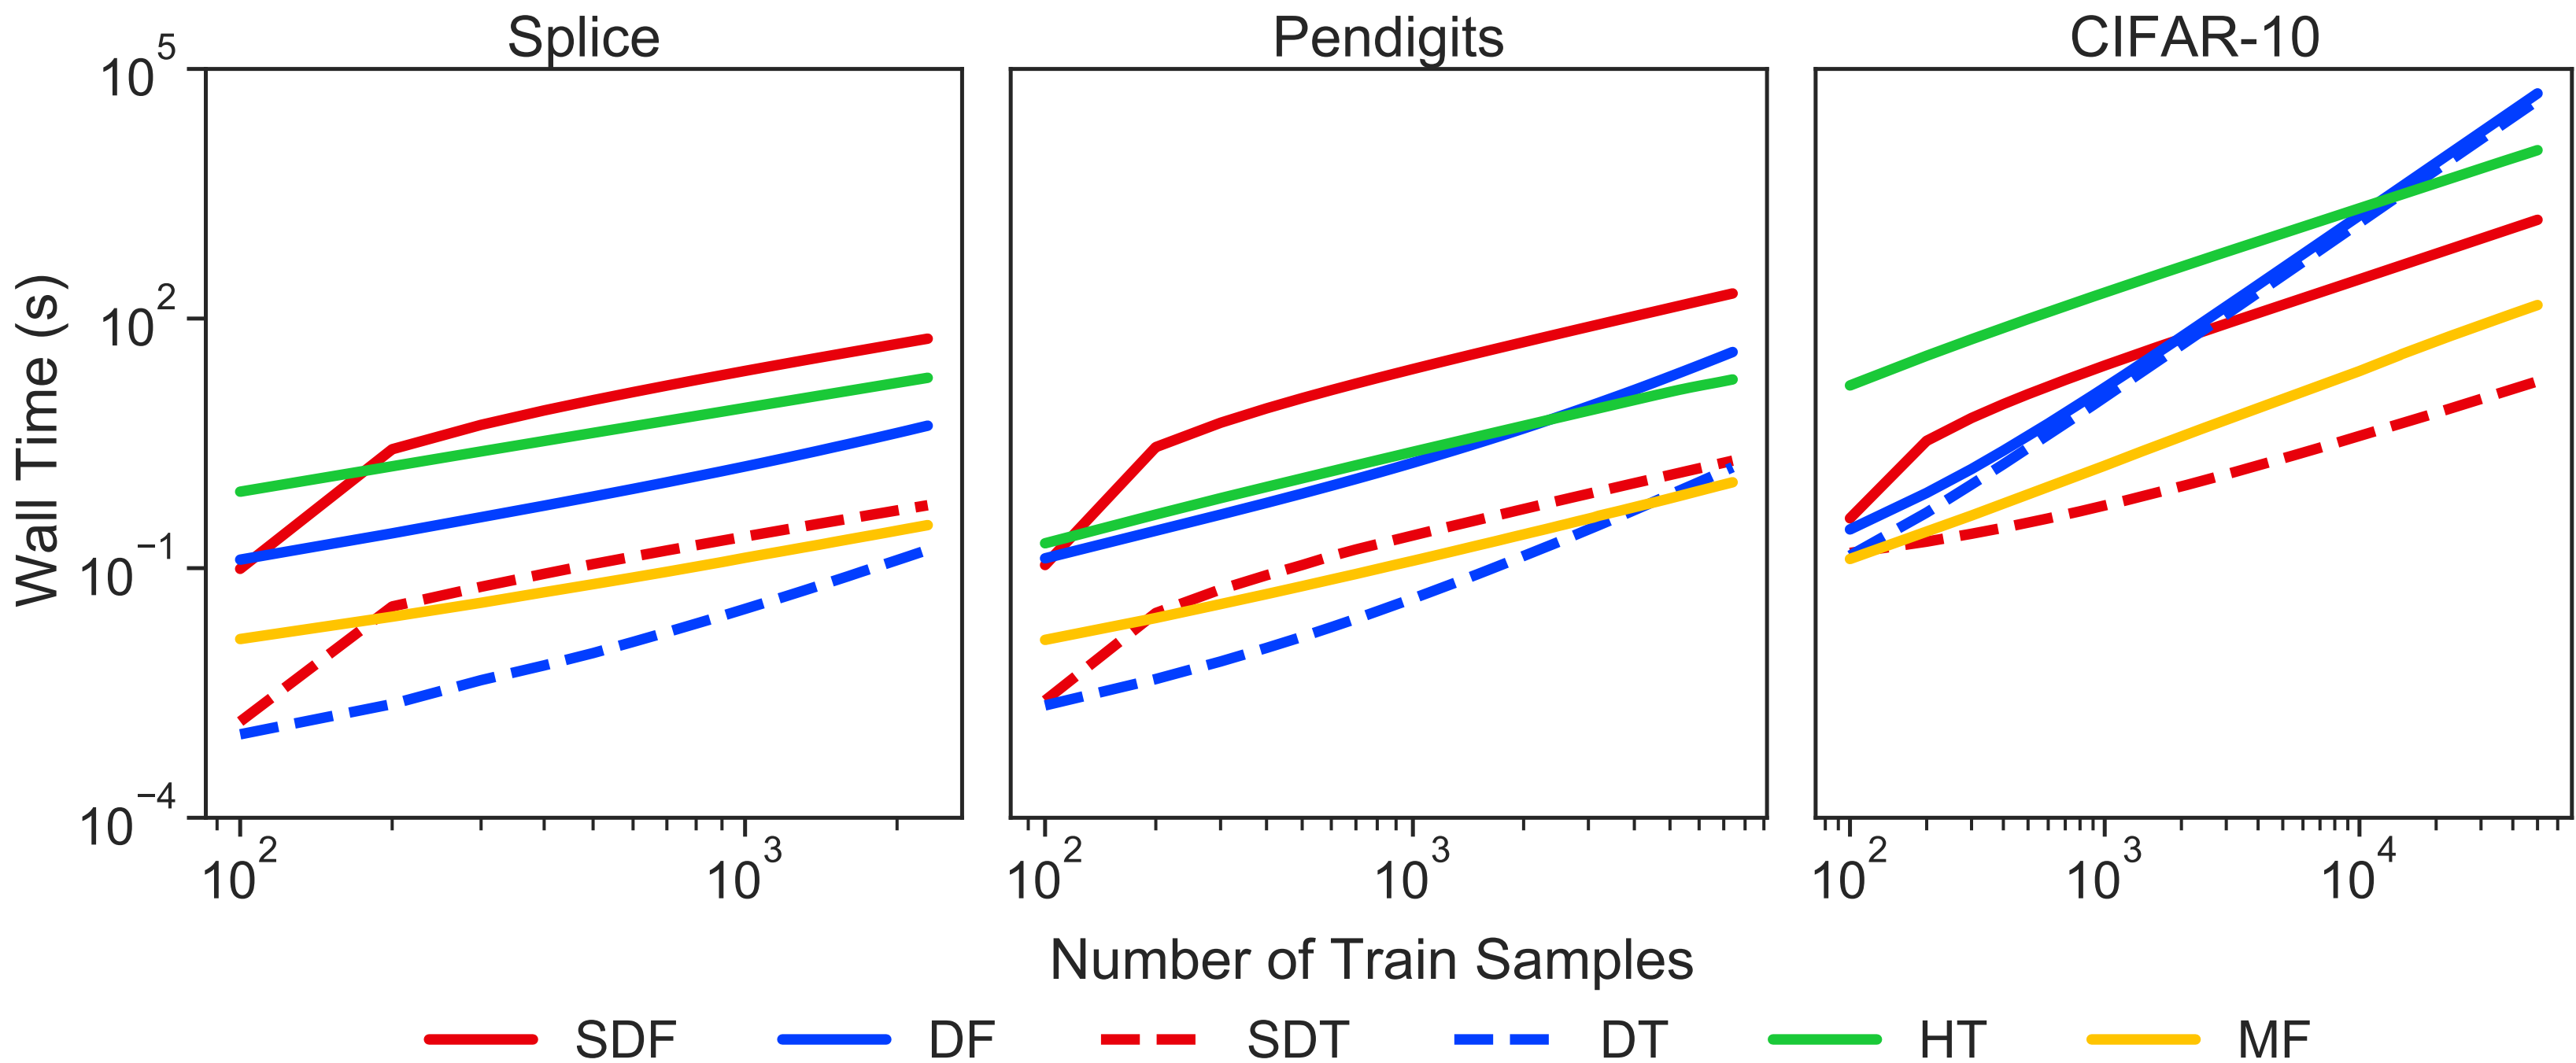 Splice Pendigits CIFAR-10
Wall Time (s)
10^5
10^2
10^−1
10^−4
10^2 10^3 10^2 10^3 10^2 10^3 10^4
Number of Train Samples
SDF DF SDT DT HT MF